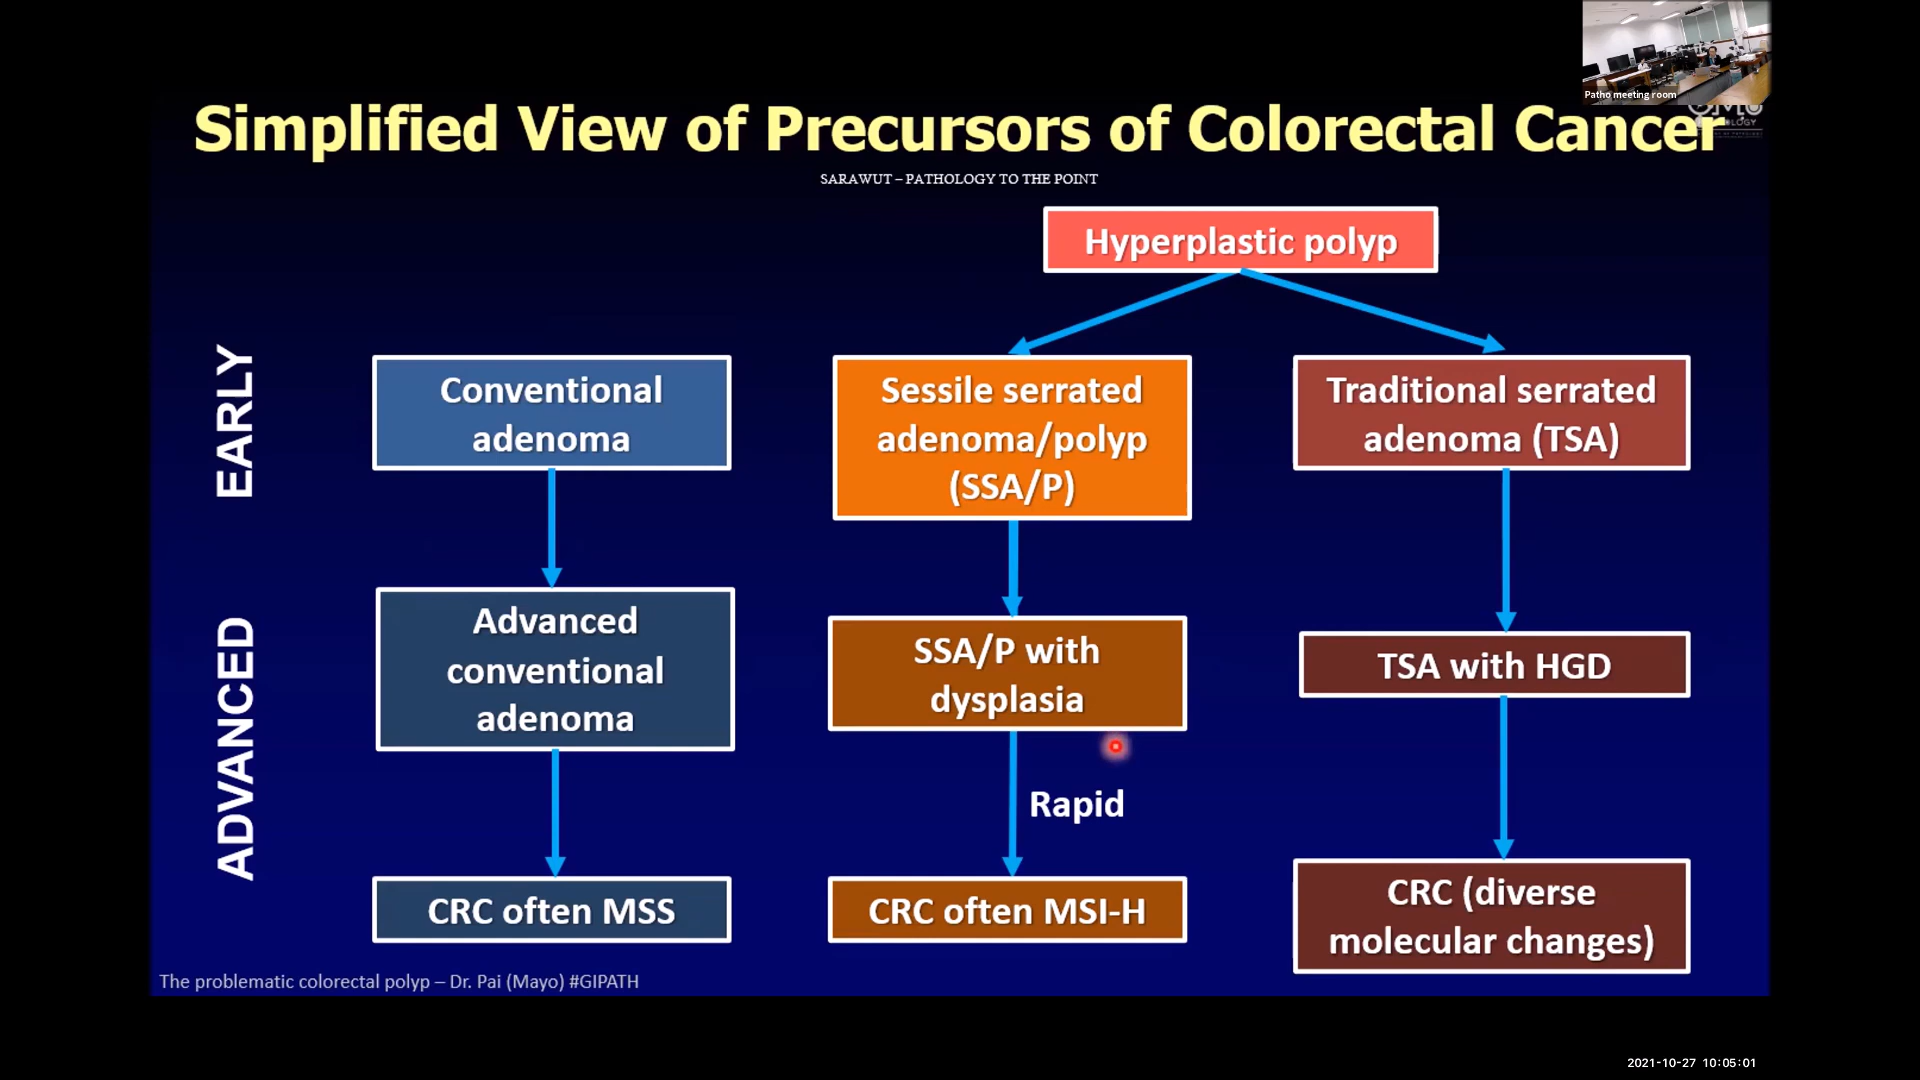 Patho meeting room
Simplified View of Precursors of Colorectal Cancer
SARAWUT – PATHOLOGY TO THE POINT
Hyperplastic polyp
EARLY
Conventional
adenoma
Sessile serrated
adenoma/polyp
(SSA/P)
Traditional serrated
adenoma (TSA)
ADVANCED
Advanced
conventional
adenoma
SSA/P with
dysplasia
TSA with HGD
Rapid
CRC often MSS
CRC often MSI-H
CRC (diverse
molecular changes)
The problematic colorectal polyp – Dr. Pai (Mayo) #GIPATH
2021-10-27 10:05:01